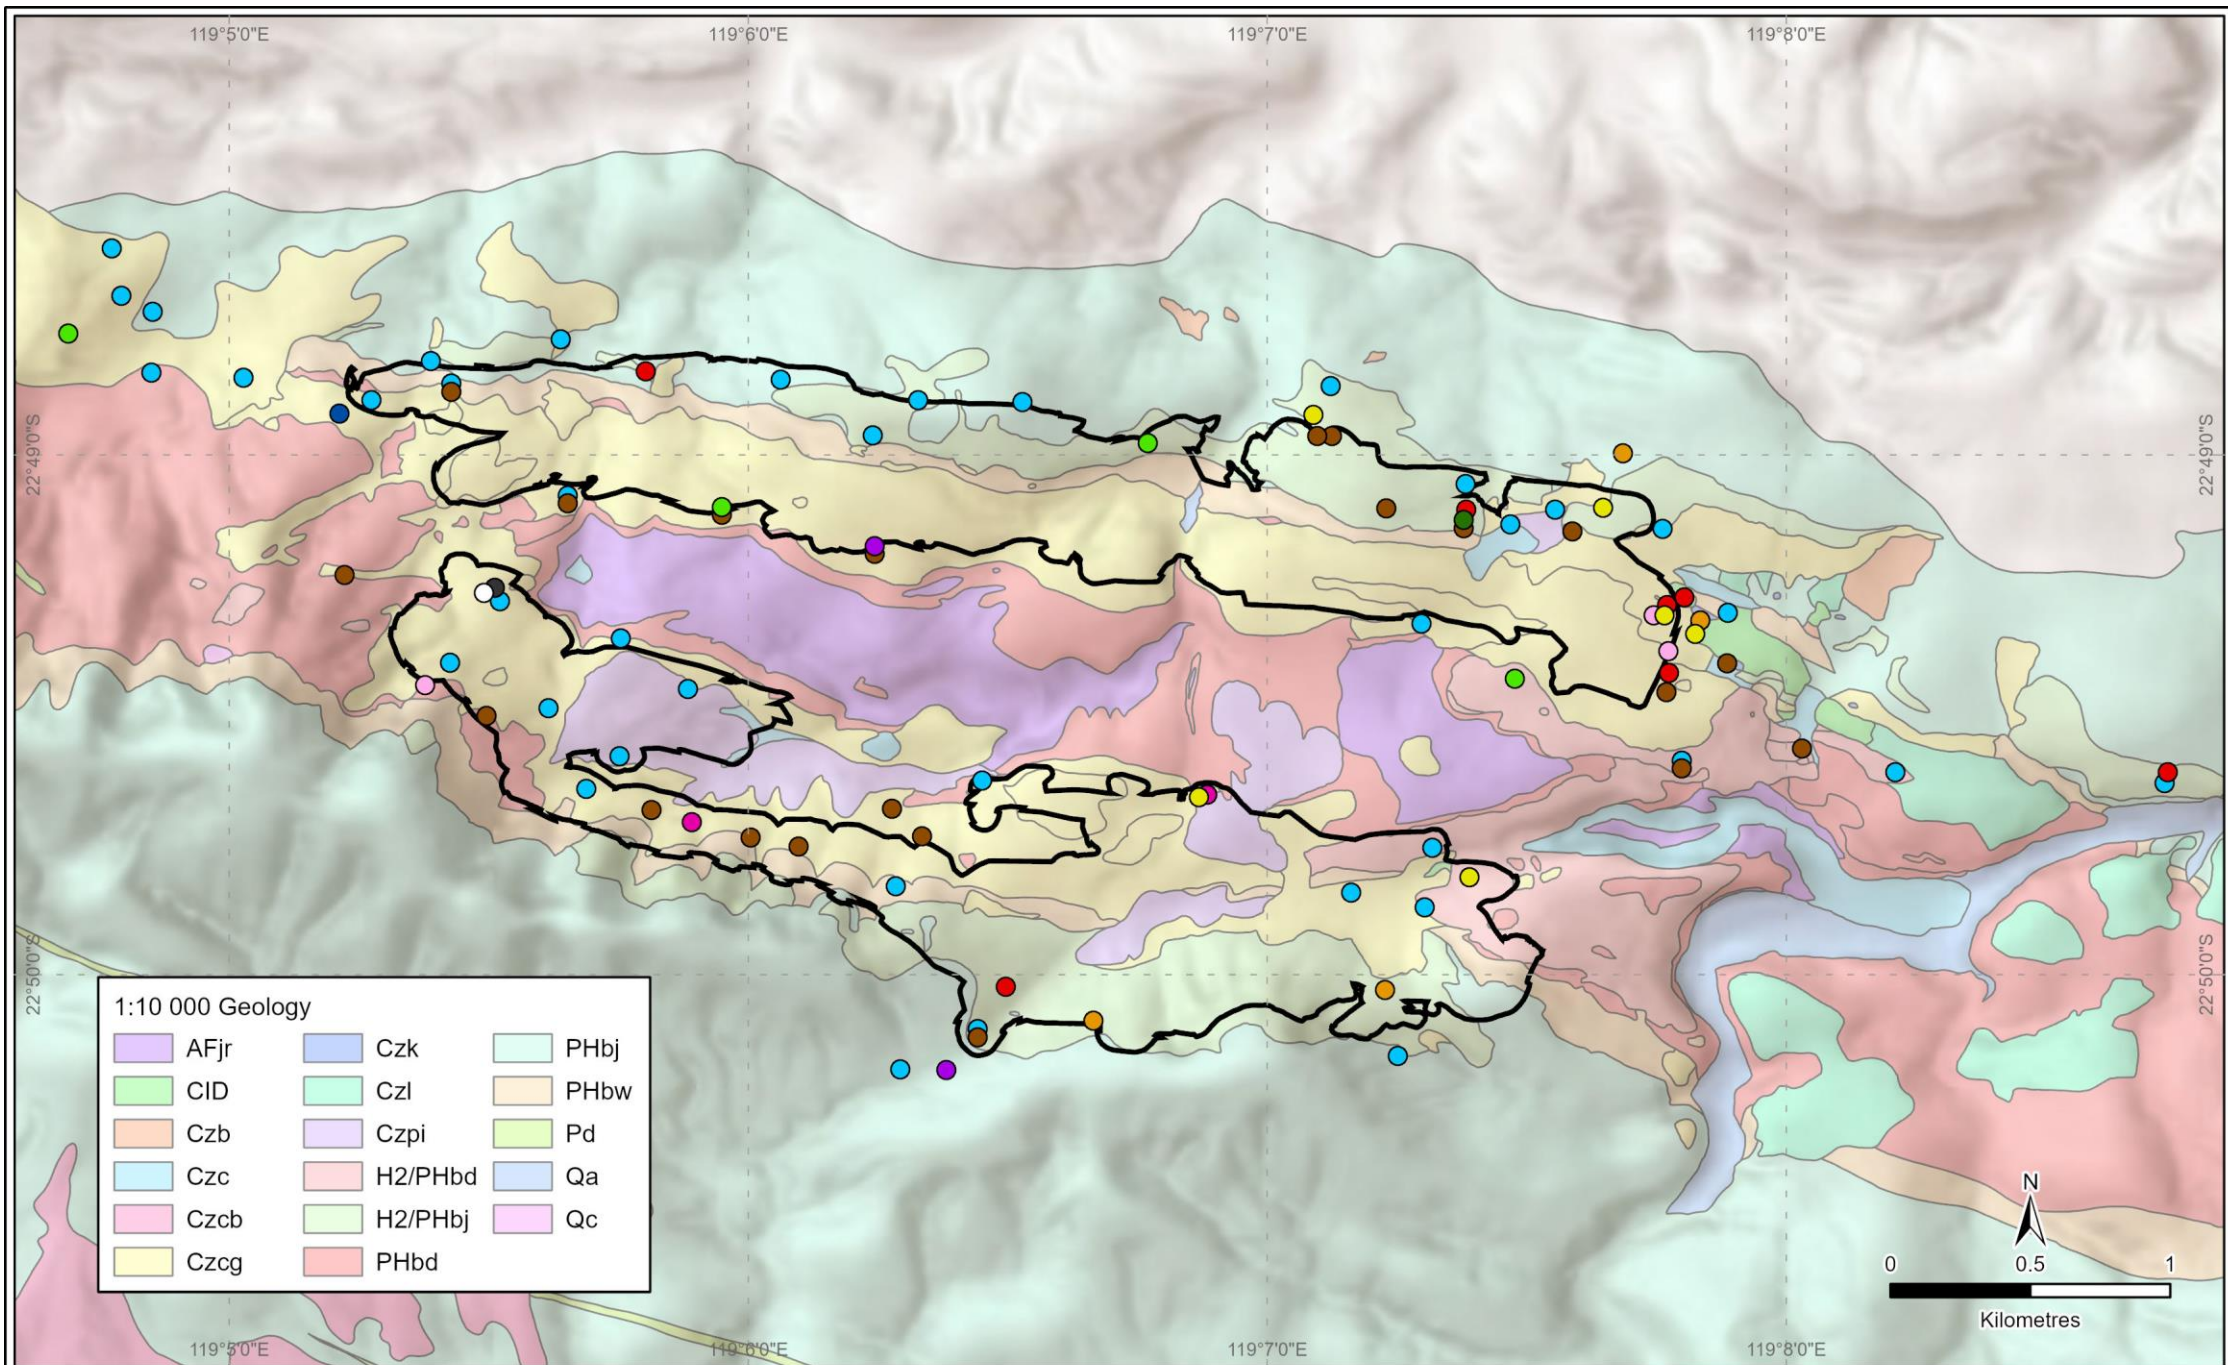 119°5'0"E
119°6'0"E
119°7'0"E
119°8'0"E
22°49'0"S
22°49'0"S
22°50'0"S
22°50'0"S
1:10 000 Geology
AFjr
CID
Czb
Czc
Czcb
Czcg
Czk
Czl
Czpi
H2/PHbd
H2/PHbj
PHbd
PHbj
PHbw
Pd
Qa
Qc
N
0 0.5 1
Kilometres
119°5'0"E
119°6'0"E
119°7'0"E
119°8'0"E